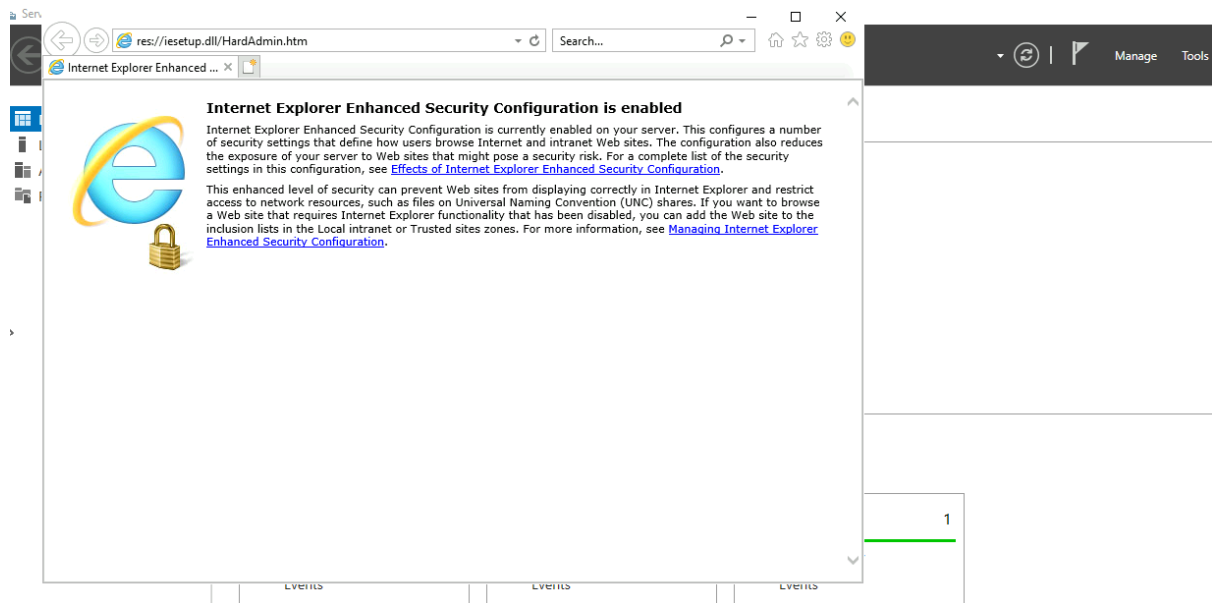 Serv
res://iesetup.dll/HardAdmin.htm
Search...
Internet Explorer Enhanced ...
Manage
Tools
Internet Explorer Enhanced Security Configuration is enabled
Internet Explorer Enhanced Security Configuration is currently enabled on your server. This configures a number
of security settings that define how users browse Internet and intranet Web sites. The configuration also reduces
the exposure of your server to Web sites that might pose a security risk. For a complete list of the security
settings in this configuration, see Effects of Internet Explorer Enhanced Security Configuration.
This enhanced level of security can prevent Web sites from displaying correctly in Internet Explorer and restrict
access to network resources, such as files on Universal Naming Convention (UNC) shares. If you want to browse
a Web site that requires Internet Explorer functionality that has been disabled, you can add the Web site to the
inclusion lists in the Local intranet or Trusted sites zones. For more information, see Managing Internet Explorer
Enhanced Security Configuration.
1
Events
Events
Events